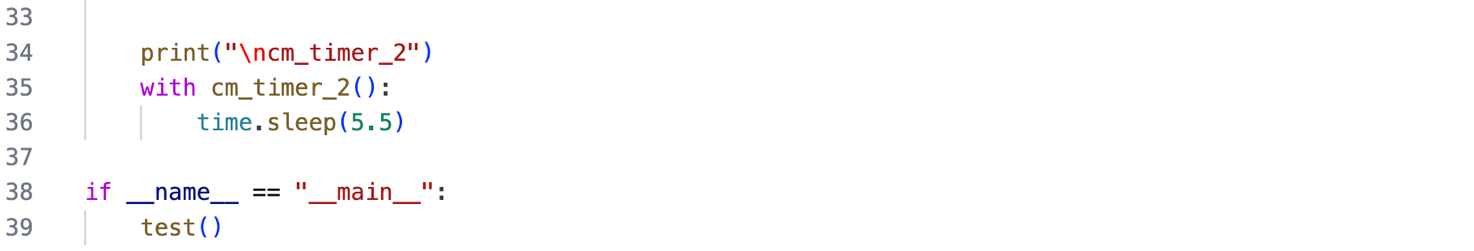 33
34 print("\ncm_timer_2")
35 with cm_timer_2():
36 time.sleep(5.5)
37
38 if __name__ == "__main__":
39 test()